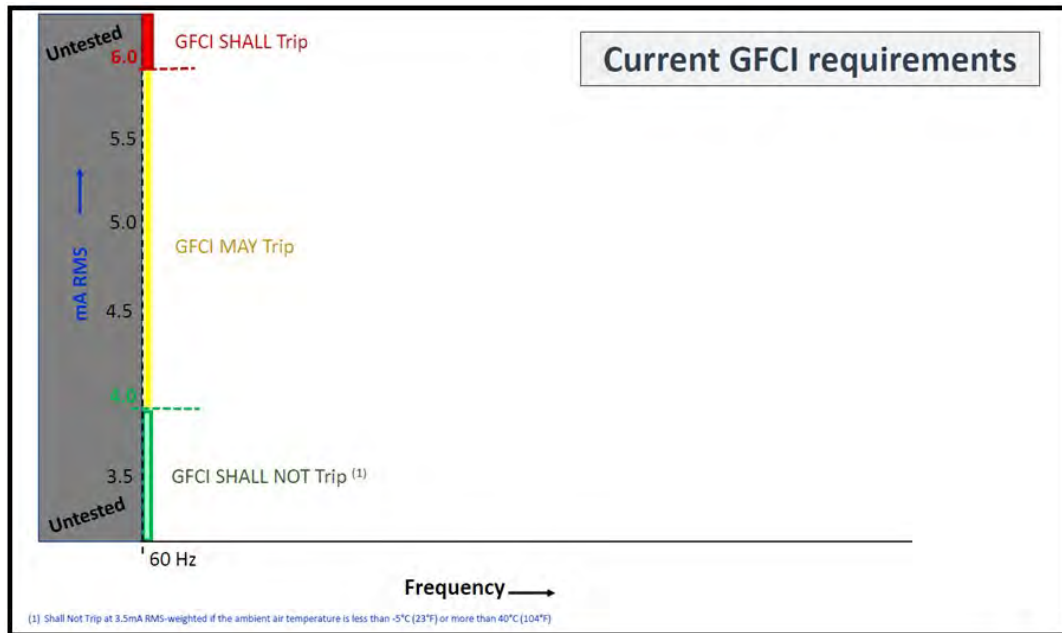 Current GFCI requirements
Untested
GFCI SHALL Trip
6.0
5.5
5.0
GFCI MAY Trip
mA RMS
4.5
4.0
3.5
GFCI SHALL NOT Trip (1)
Untested
60 Hz
Frequency
(1) Shall Not Trip at 3.5mA RMS-weighted if the ambient air temperature is less than -5°C (23°F) or more than 40°C (104°F)